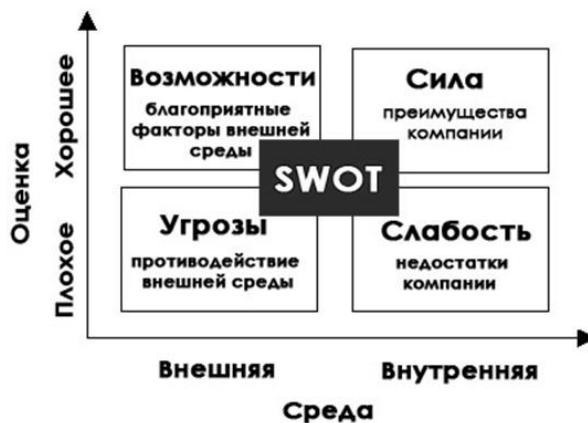 Оценка
Хорошее
Плохое
Возможности
благоприятные
факторы внешней
среды
Сила
преимущества
компании
SWOT
Угрозы
противодействие
внешней среды
Слабость
недостатки
компании
Внешняя
Внутренняя
Среда